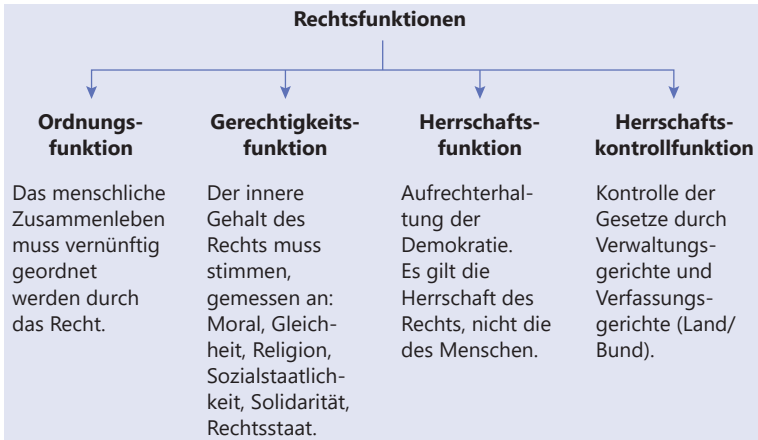 Rechtsfunktionen
Ordnungs-
funktion
Das menschliche
Zusammenleben
muss vernünftig
geordnet
werden durch
das Recht.
Gerechtigkeits-
funktion
Der innere
Gehalt des
Rechts muss
stimmen,
gemessen an:
Moral, Gleich-
heit, Religion,
Sozialstaatlich-
keit, Solidarität,
Rechtsstaat.
Herrschafts-
funktion
Aufrechterhal-
tung der
Demokratie.
Es gilt die
Herrschaft des
Rechts, nicht die
des Menschen.
Herrschafts-
kontrollfunktion
Kontrolle der
Gesetze durch
Verwaltungs-
gerichte und
Verfassungs-
gerichte (Land/
Bund).